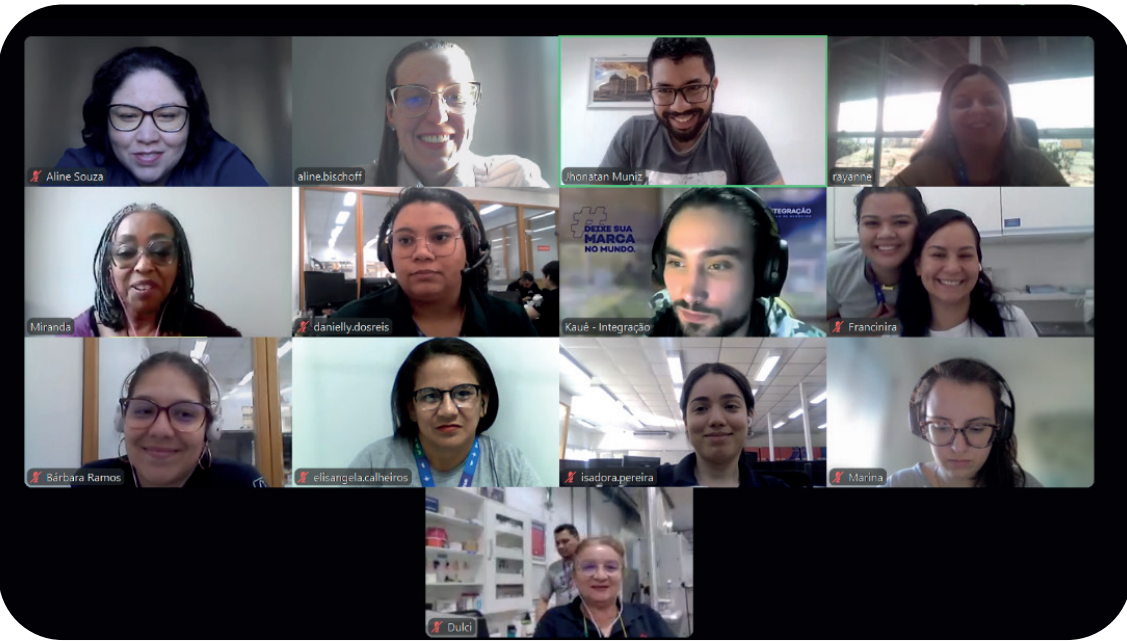 Aline Souza
aline.bischoff
Jhonatan Muniz
rayanne
Miranda
danielly.dosreis
#
DEIXE SUA
MARCA
NO MUNDO.
INTEGRAÇÃO
Kauê - Integração
Francinira
Bárbara Ramos
elisangela.calheiros
isadora.pereira
Marina
Dulci